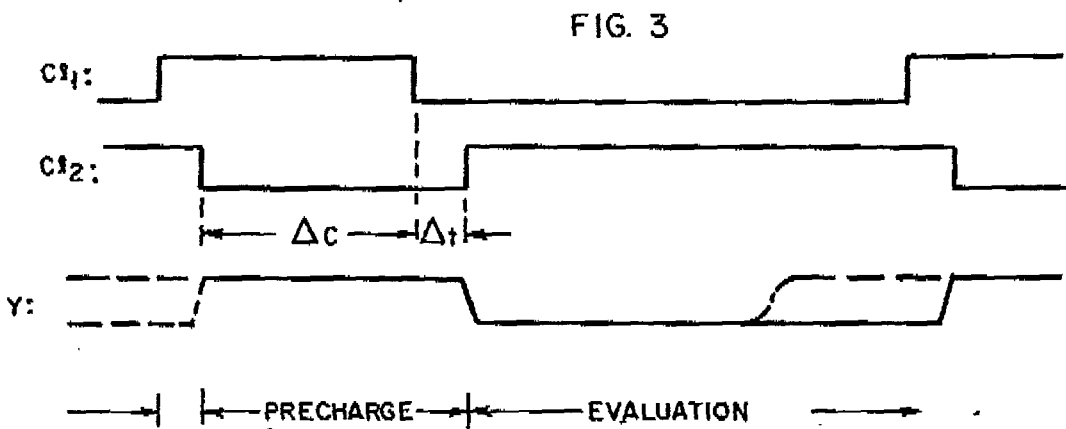 FIG. 3
Cℓ1:
Cℓ2:
ΔC Δt
Y:
PRECHARGE EVALUATION